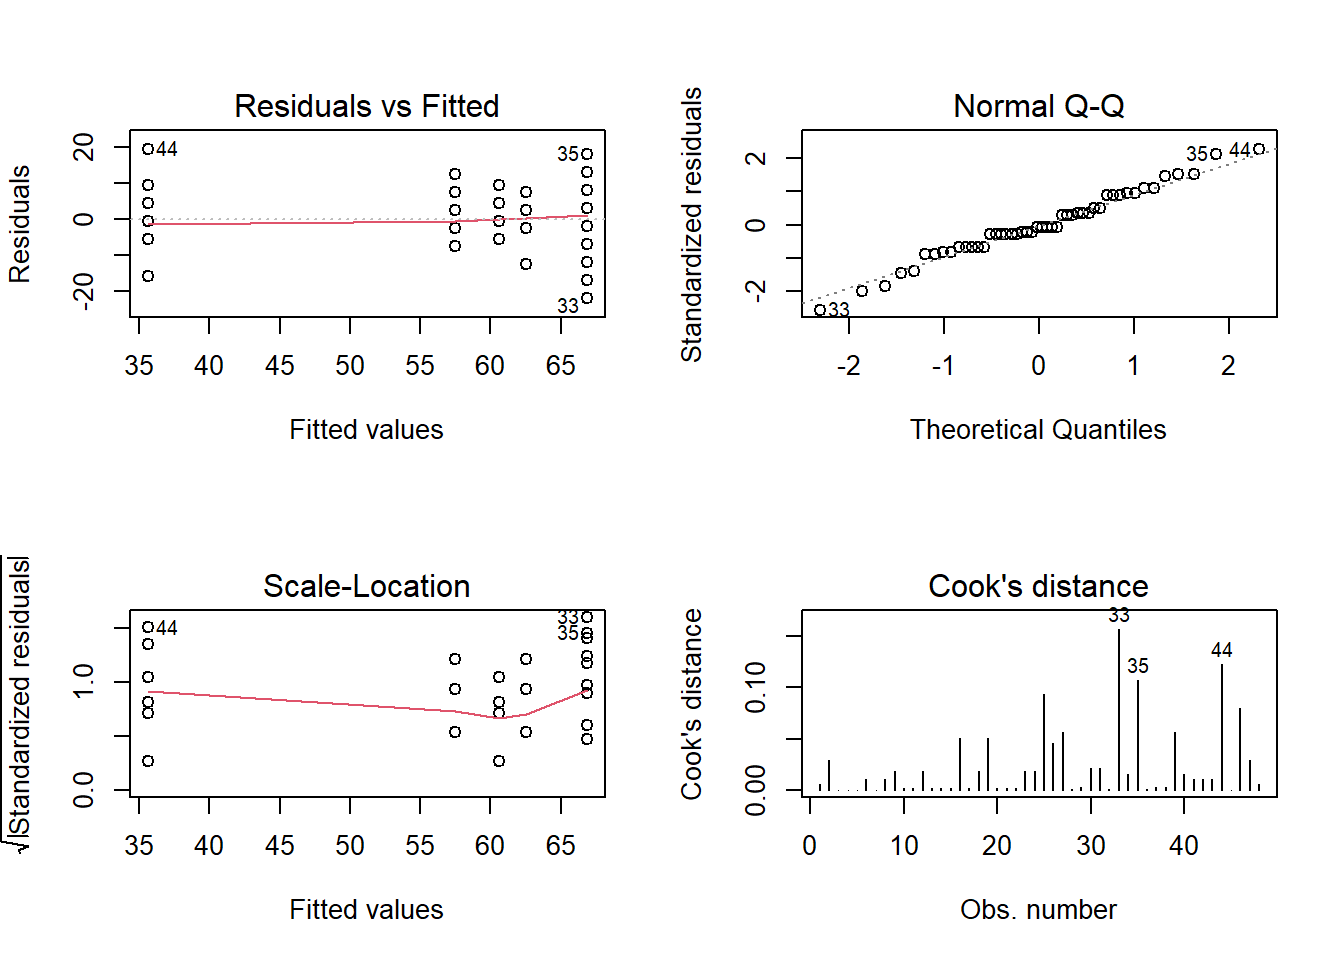 Residuals vs Fitted
Residuals
20
0
-20
44
35
33
35 40 45 50 55 60 65
Fitted values
Normal Q-Q
Standardized residuals
2
0
-2
35 44
33
-2 -1 0 1 2
Theoretical Quantiles
Scale-Location
√|Standardized residuals|
1.0
0.0
44
33
35
35 40 45 50 55 60 65
Fitted values
Cook's distance
Cook's distance
0.10
0.00
33
35
44
0 10 20 30 40
Obs. number